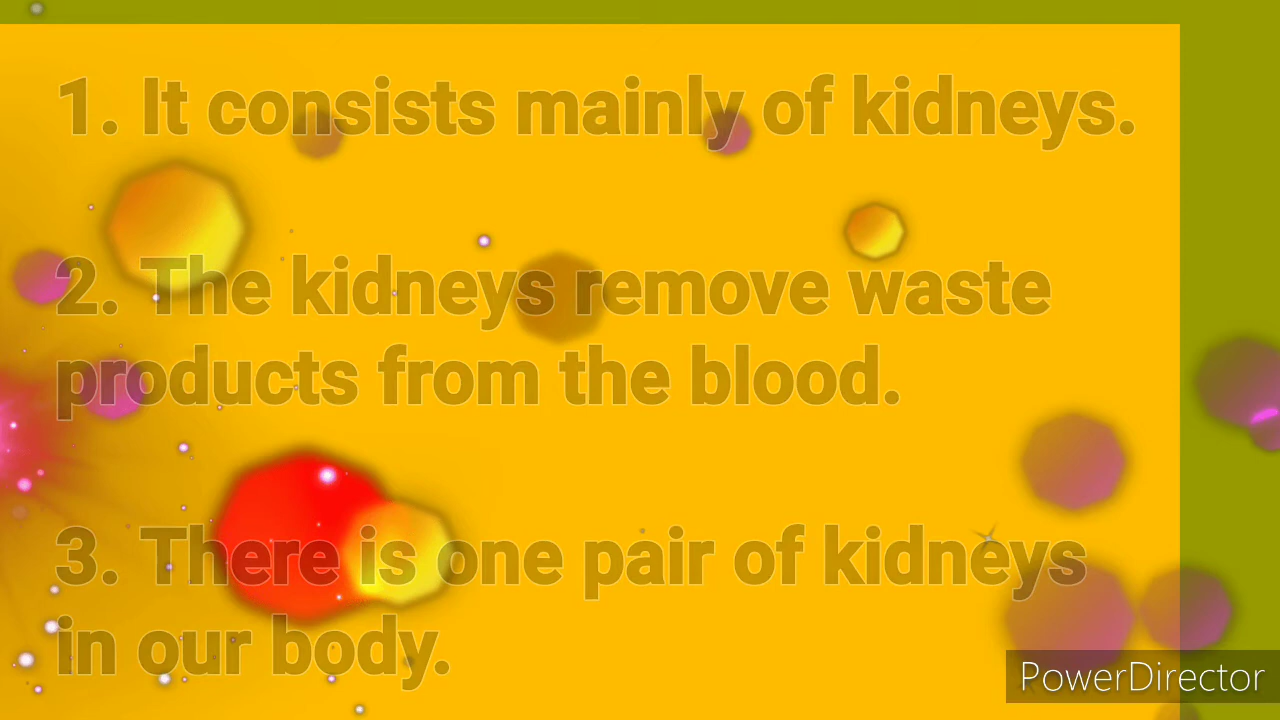 1. It consists mainly of kidneys.
2. The kidneys remove waste
products from the blood.
3. There is one pair of kidneys
in our body.
PowerDirector